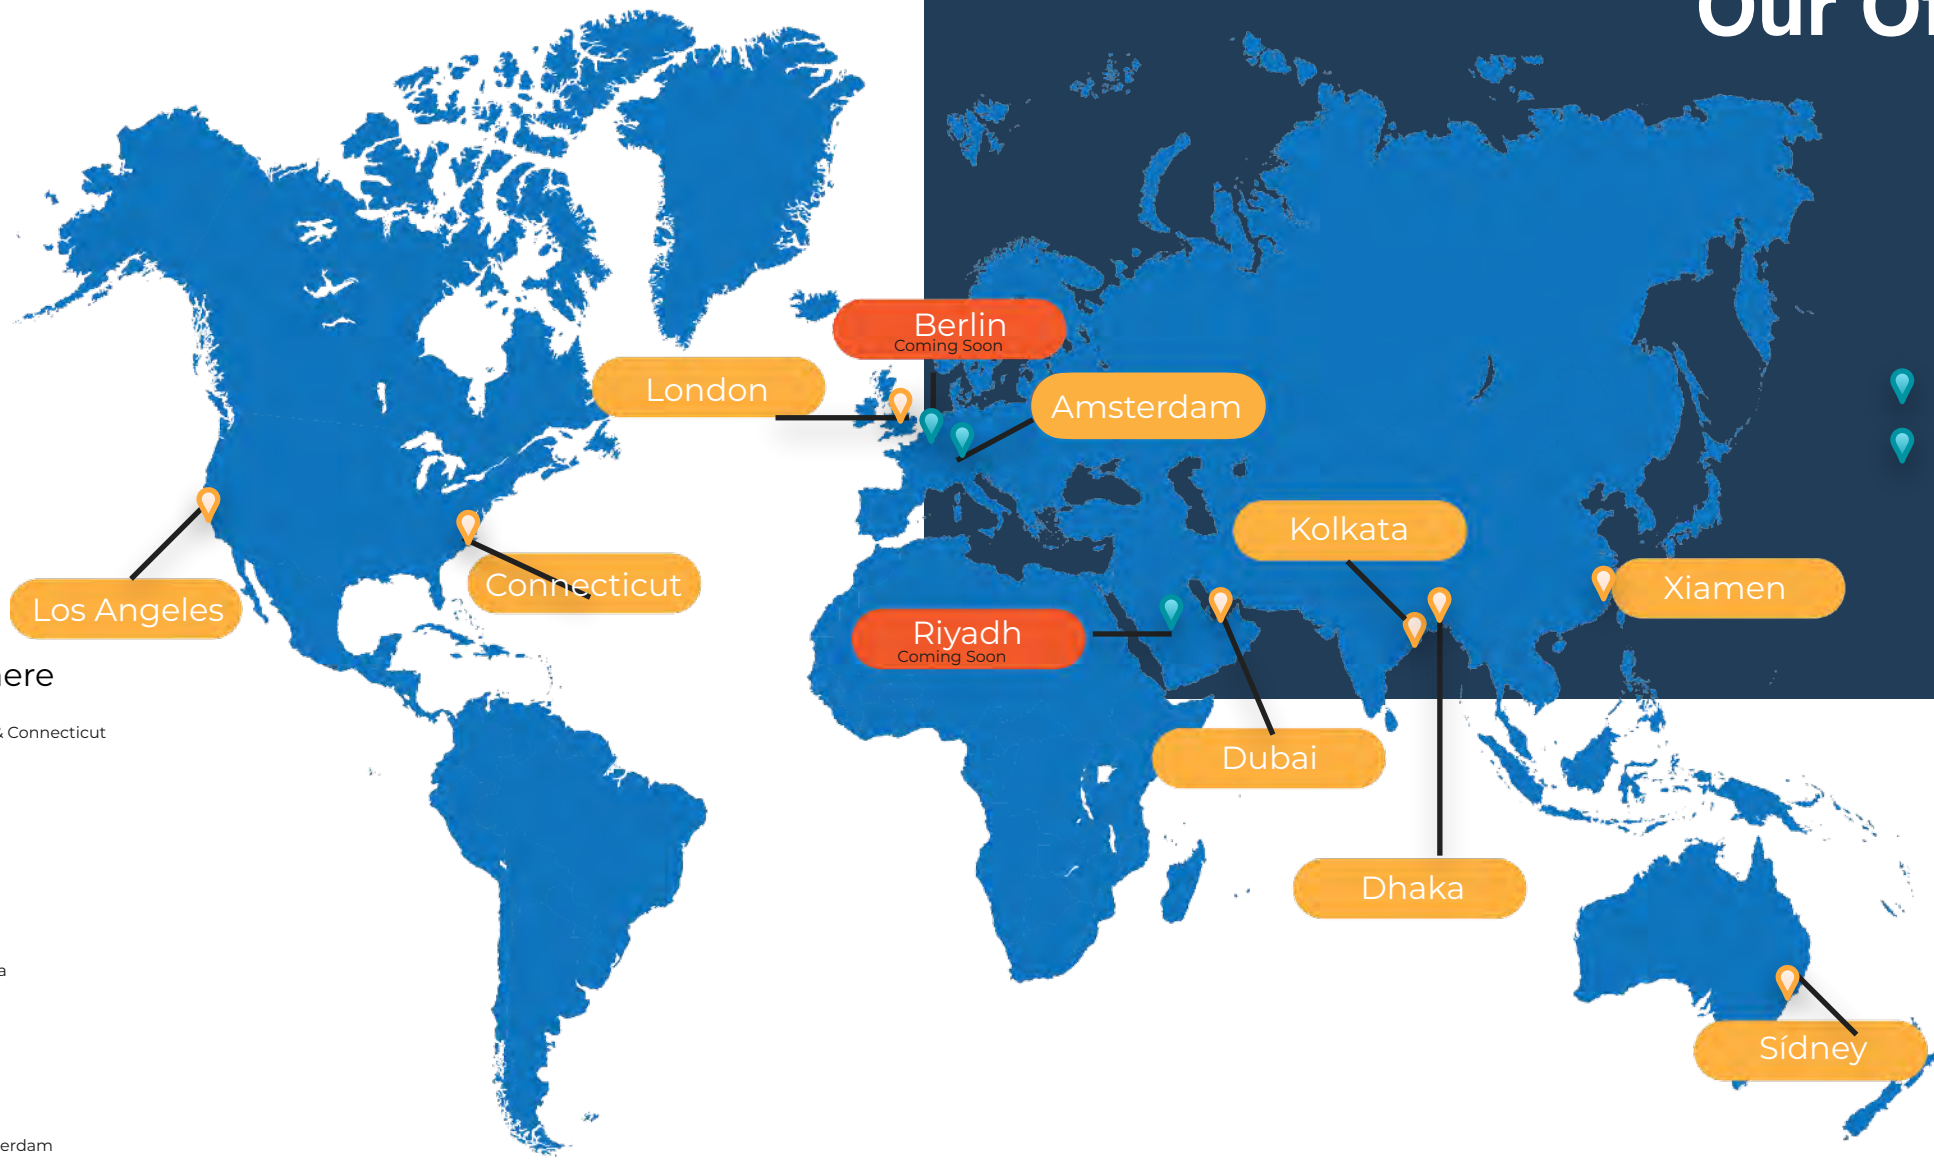 Our Of
Berlin
Coming Soon
London
Amsterdam
Kolkata
Xiamen
Connecticut
Los Angeles
Riyadh
Coming Soon
ere
& Connecticut
Dubai
Dhaka
a
Sídney
erdam